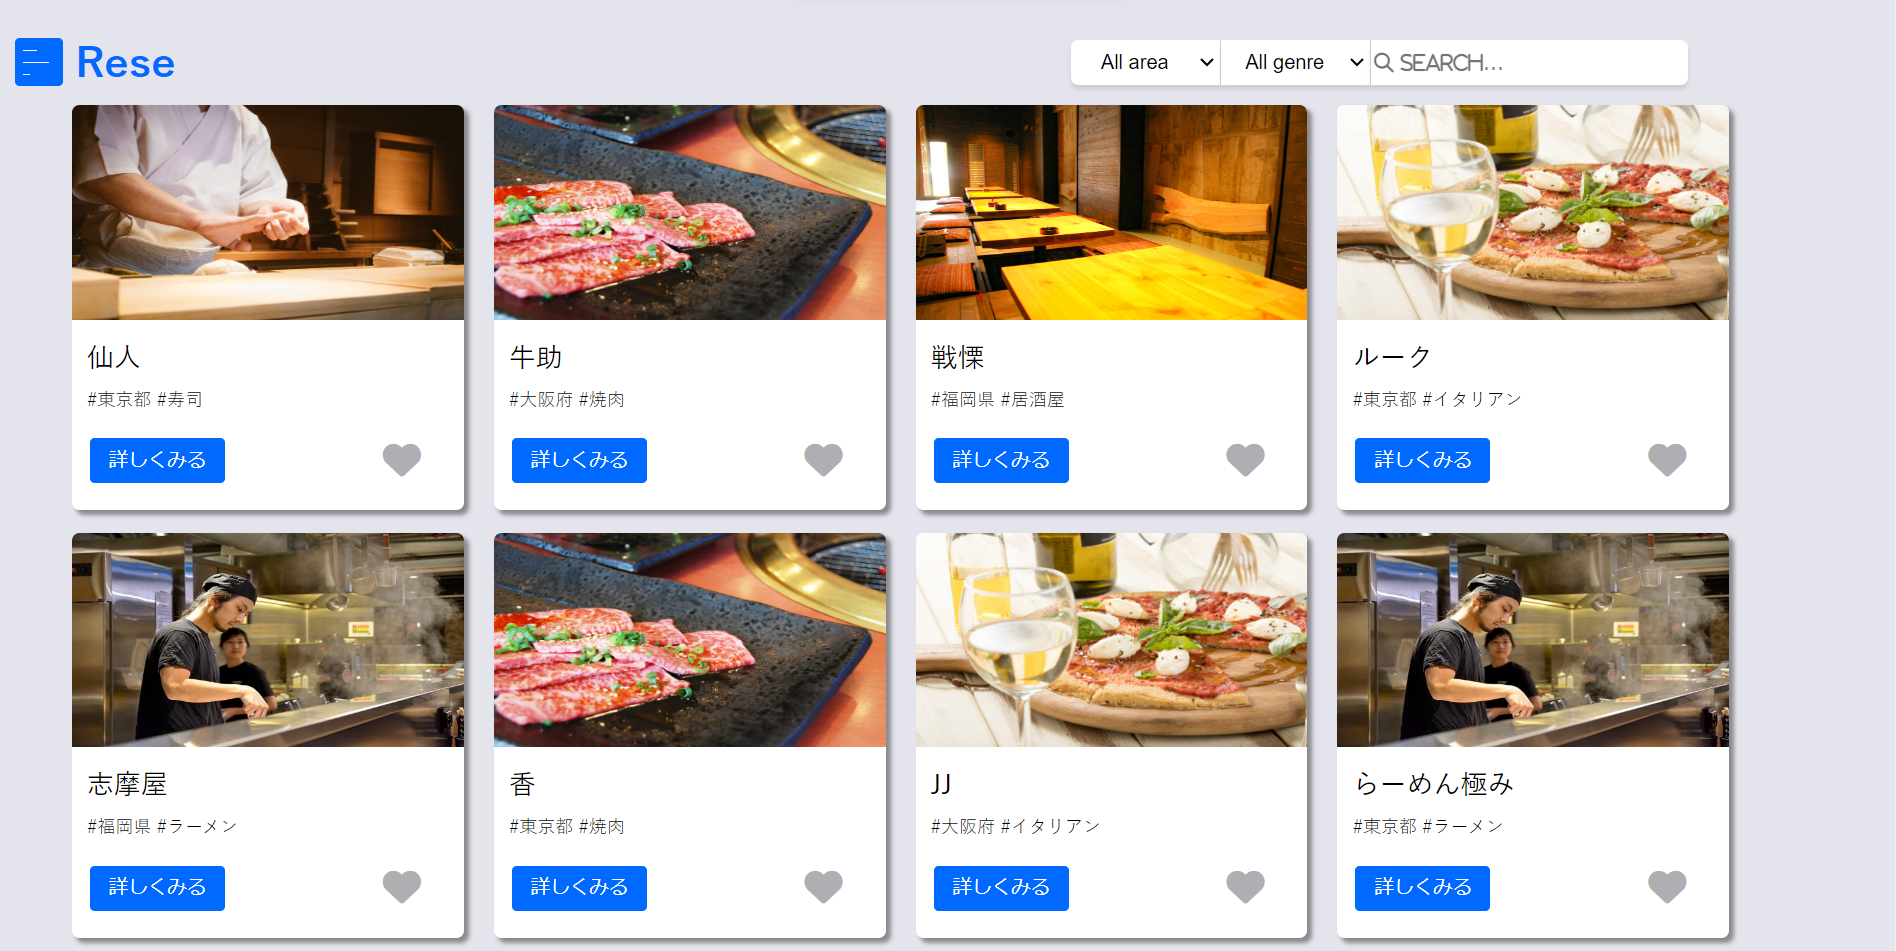 Rese
All area
All genre
SEARCH...
仙人
#東京都 #寿司
詳しくみる
牛助
#大阪府 #焼肉
詳しくみる
戦慄
#福岡県 #居酒屋
詳しくみる
ルーク
#東京都 #イタリアン
詳しくみる
志摩屋
#福岡県 #ラーメン
詳しくみる
香
#東京都 #焼肉
詳しくみる
JJ
#大阪府 #イタリアン
詳しくみる
らーめん極み
#東京都 #ラーメン
詳しくみる